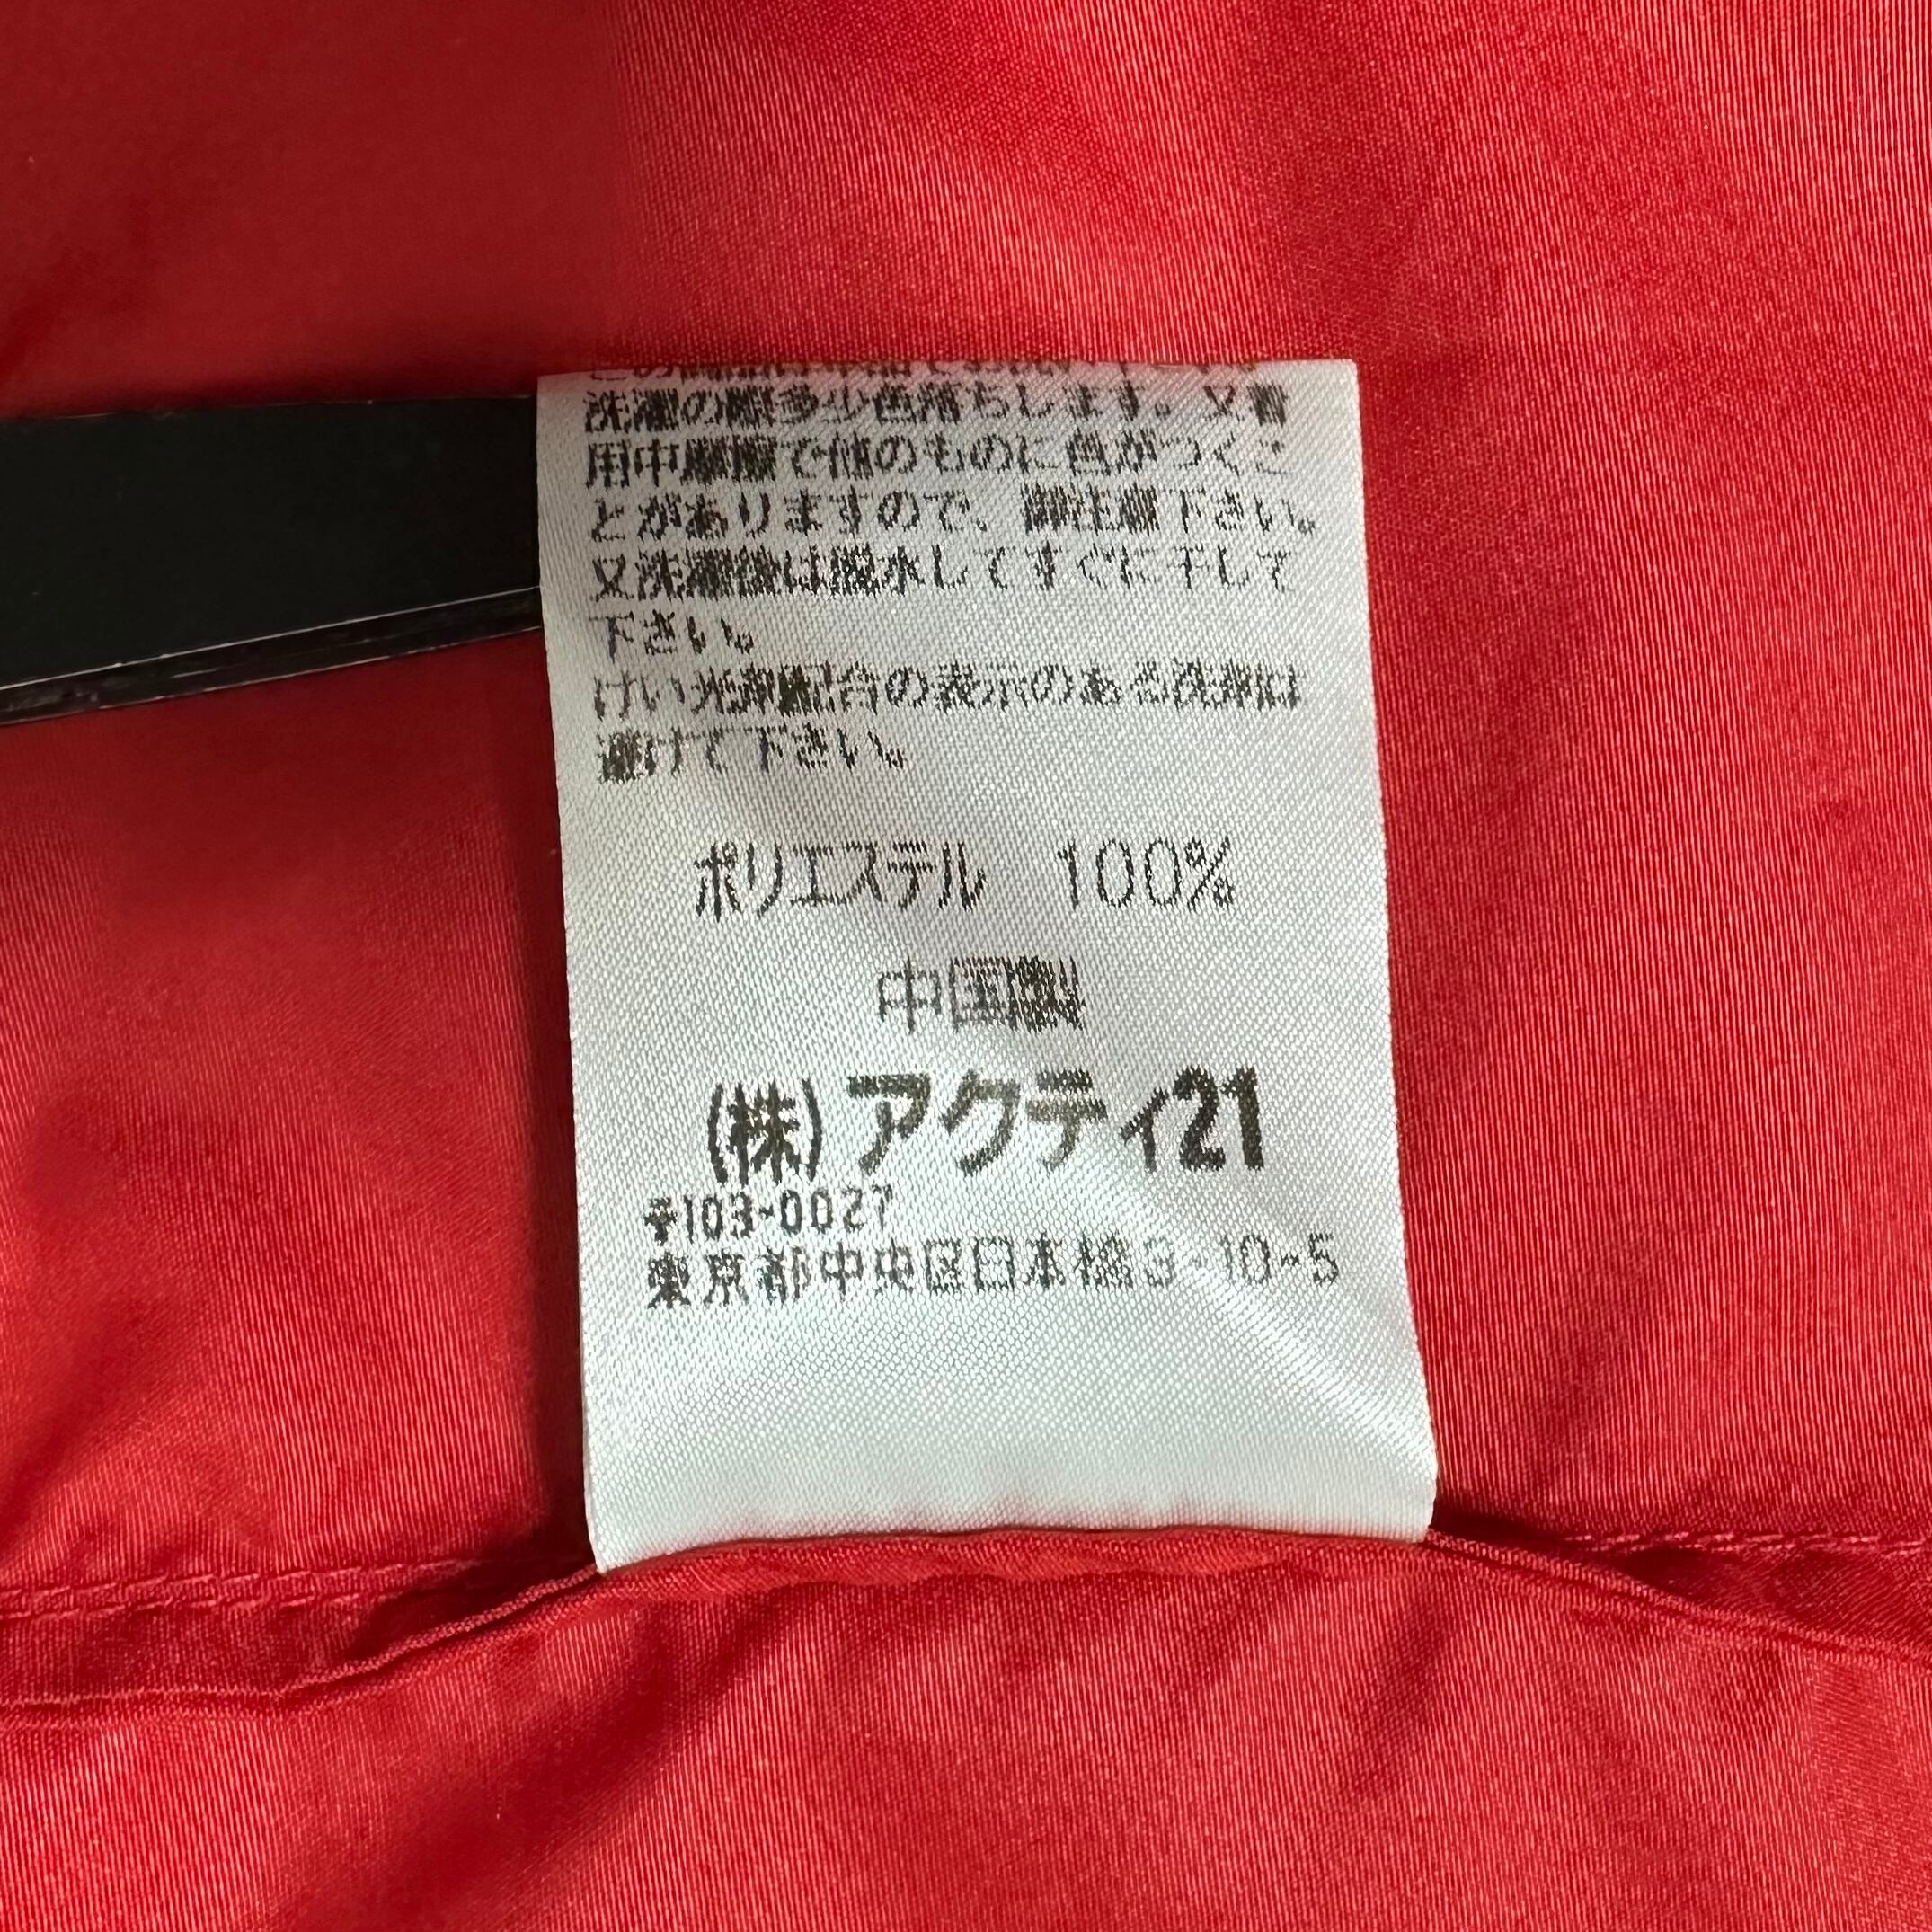 洗濯の際多少色落ちします。又着
用中摩擦で他のものに色がつくこ
とがありますので、御注意下さい。
又洗濯後は脱水してすぐに干して
下さい。
けい光剤配合の表示のある洗剤は
避けて下さい。
ポリエステル 100%
中国製
(株)アクティ21
〒103-0027
東京都中央区日本橋3-10-5